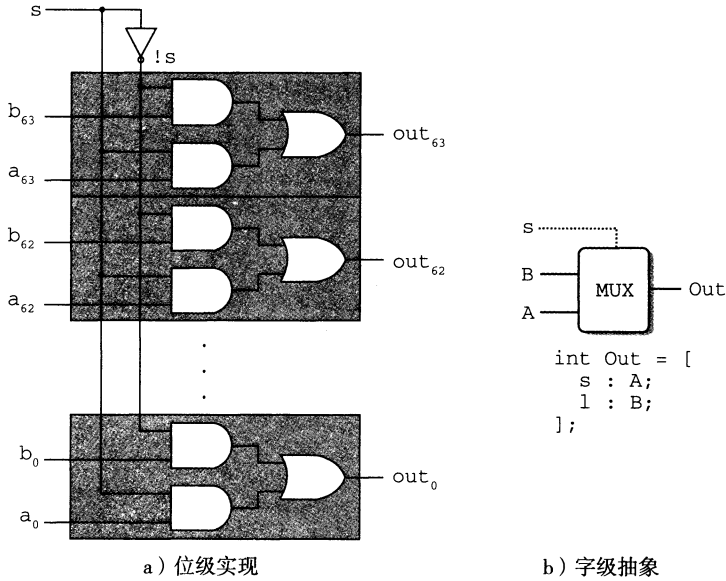 s
!s
b₆₃
a₆₃
out₆₃
b₆₂
a₆₂
out₆₂
b₀
a₀
out₀
a）位级实现
s
B
A
MUX
Out
int Out = [
s : A;
1 : B;
];
b）字级抽象